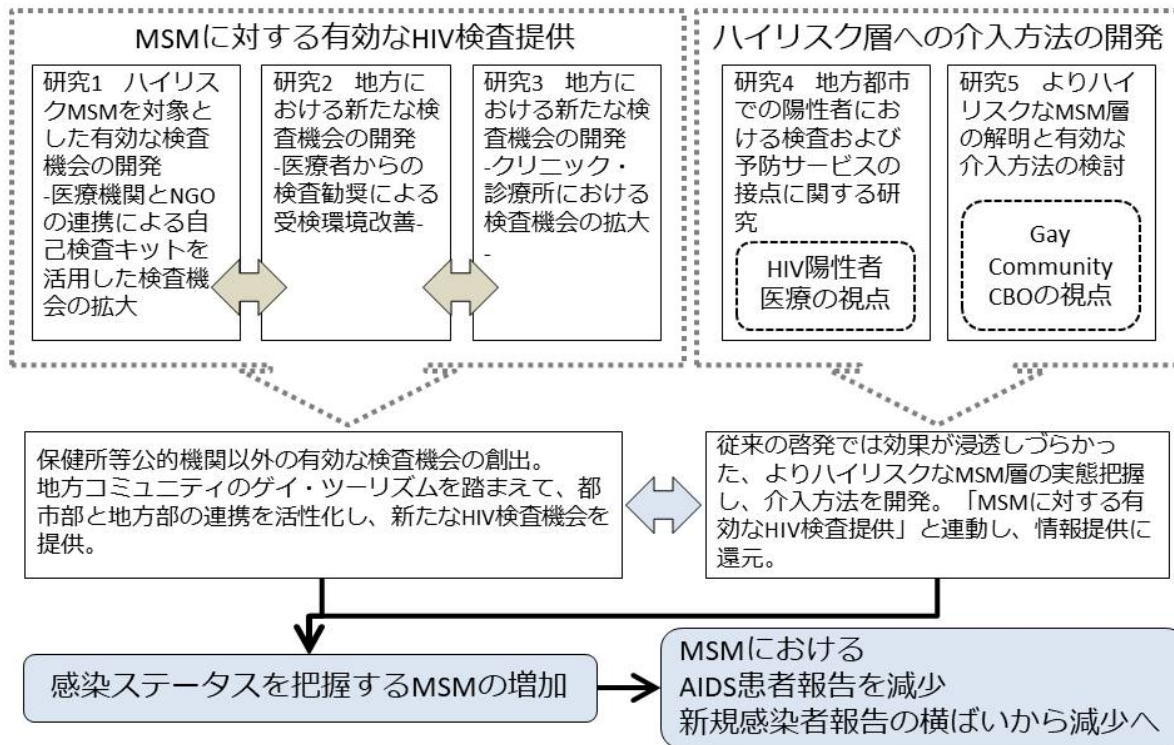 MSMに対する有効なHIV検査提供
研究1　ハイリス
クMSMを対象と
した有効な検査
機会の開発
-医療機関とNGO
の連携による自
己検査キットを
活用した検査機
会の拡大
研究2　地方に
おける新たな検
査機会の開発
-医療者からの
検査勧奨による
受検環境改善-
研究3　地方に
おける新たな検
査機会の開発
-クリニック・
診療所における
検査機会の拡大
-
ハイリスク層への介入方法の開発
研究4　地方都市
での陽性者にお
ける検査および
予防サービスの
接点に関する研
究
HIV陽性者
医療の視点
研究5　よりハイ
リスクなMSM層
の解明と有効な
介入方法の検討
Gay
Community
CBOの視点
保健所等公的機関以外の有効な検査機会の創出。
地方コミュニティのゲイ・ツーリズムを踏まえて、都
市部と地方部の連携を活性化し、新たなHIV検査機会を
提供。
従来の啓発では効果が浸透しづらかっ
た、よりハイリスクなMSM層の実態把握
し、介入方法を開発。「MSMに対する有
効なHIV検査提供」と連動し、情報提供に
還元。
感染ステータスを把握するMSMの増加
MSMにおける
AIDS患者報告を減少
新規感染者報告の横ばいから減少へ